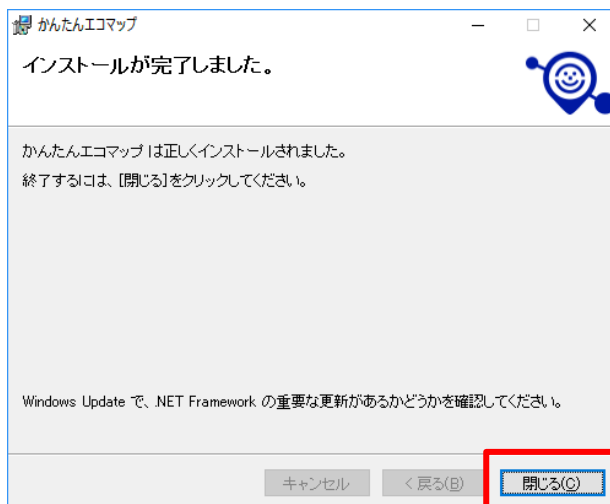 かんたんエコマップ
インストールが完了しました。
かんたんエコマップ は正しくインストールされました。
終了するには、[閉じる]をクリックしてください。
Windows Update で、.NET Framework の重要な更新があるかどうかを確認してください。
キャンセル < 戻る(B) 閉じる(C)